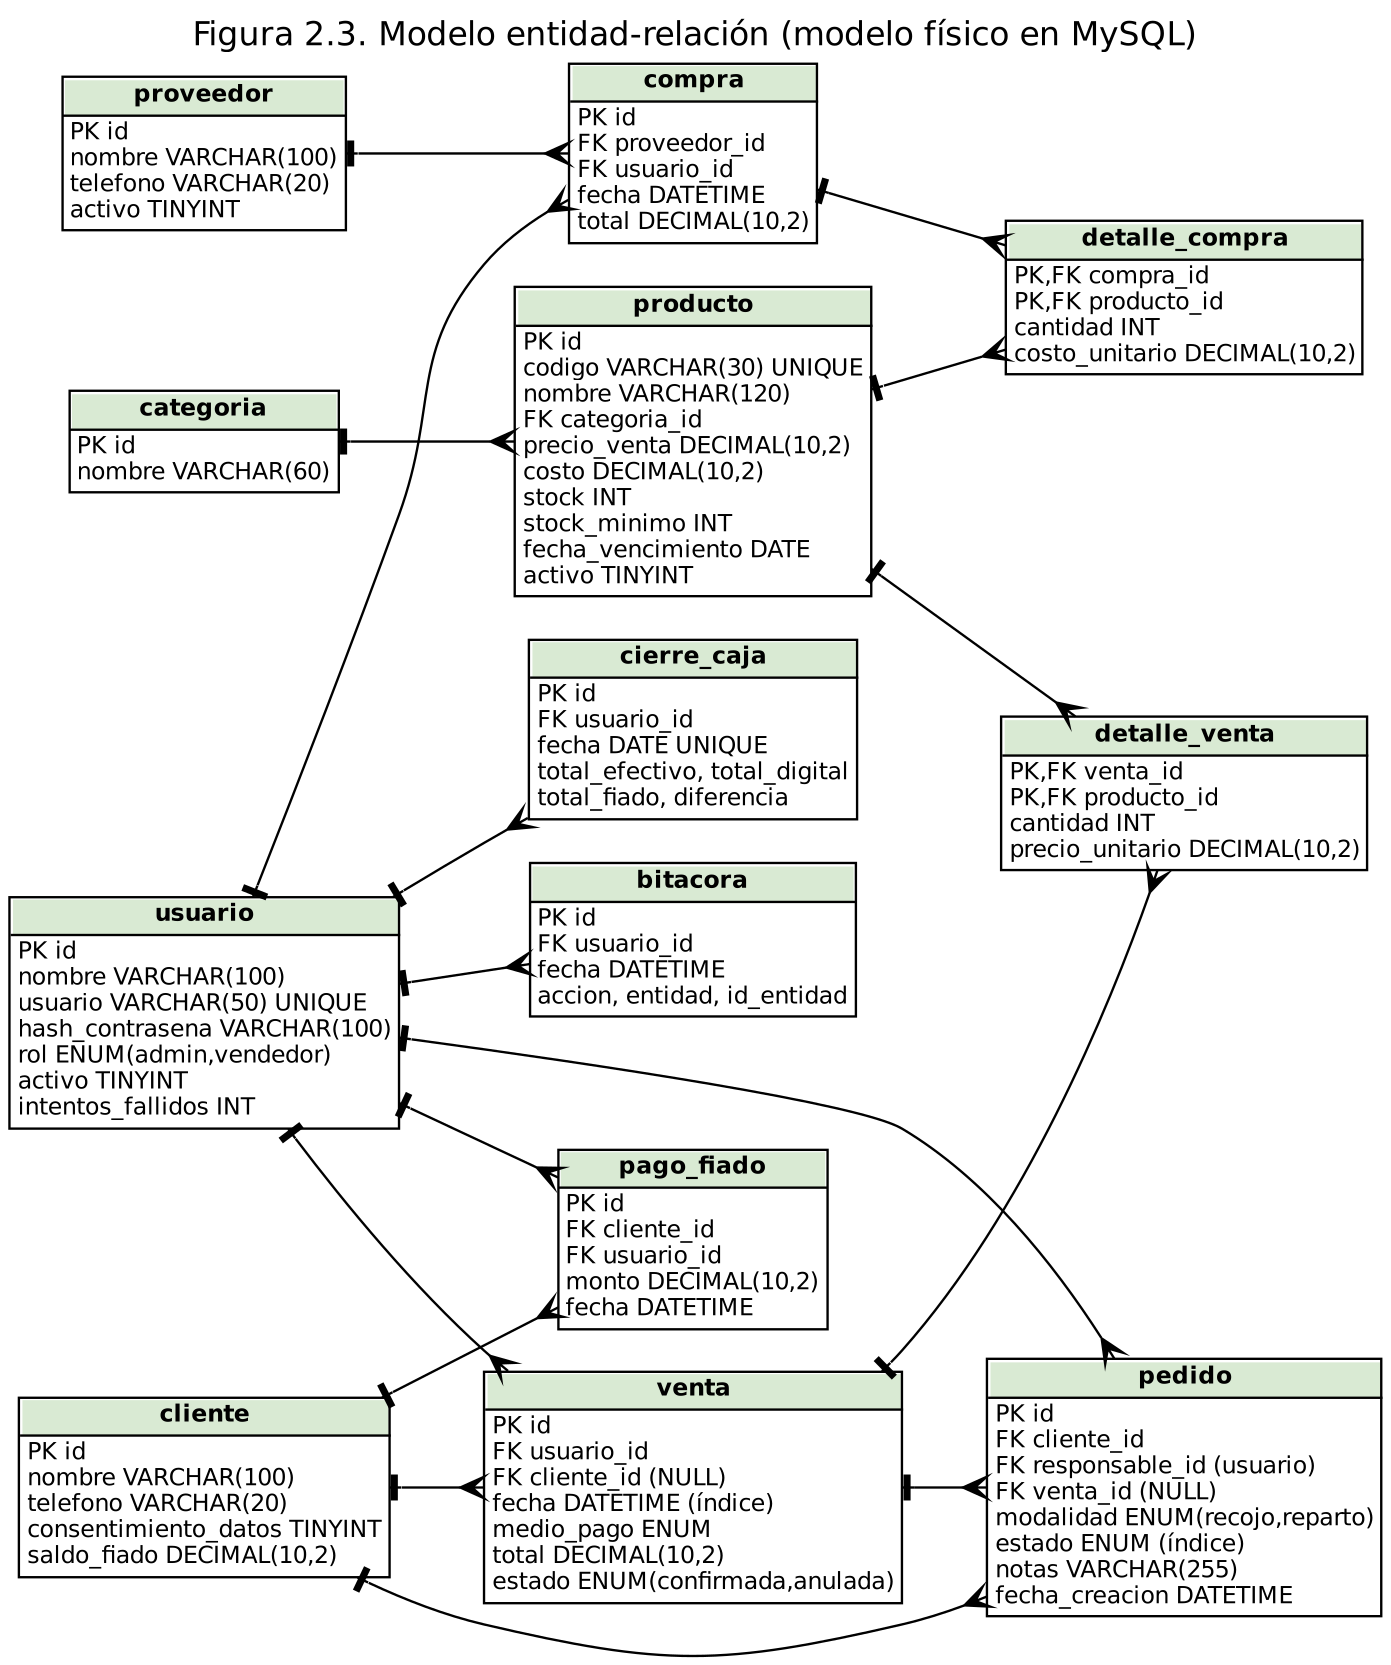 Figura 2.3. Modelo entidad-relación (modelo físico en MySQL)
proveedor
PK id
nombre VARCHAR(100)
telefono VARCHAR(20)
activo TINYINT
compra
PK id
FK proveedor_id
FK usuario_id
fecha DATETIME
total DECIMAL(10,2)
detalle_compra
PK,FK compra_id
PK,FK producto_id
cantidad INT
costo_unitario DECIMAL(10,2)
producto
PK id
codigo VARCHAR(30) UNIQUE
nombre VARCHAR(120)
FK categoria_id
precio_venta DECIMAL(10,2)
costo DECIMAL(10,2)
stock INT
stock_minimo INT
fecha_vencimiento DATE
activo TINYINT
categoria
PK id
nombre VARCHAR(60)
cierre_caja
PK id
FK usuario_id
fecha DATE UNIQUE
total_efectivo, total_digital
total_fiado, diferencia
detalle_venta
PK,FK venta_id
PK,FK producto_id
cantidad INT
precio_unitario DECIMAL(10,2)
bitacora
PK id
FK usuario_id
fecha DATETIME
accion, entidad, id_entidad
usuario
PK id
nombre VARCHAR(100)
usuario VARCHAR(50) UNIQUE
hash_contrasena VARCHAR(100)
rol ENUM(admin,vendedor)
activo TINYINT
intentos_fallidos INT
pago_fiado
PK id
FK cliente_id
FK usuario_id
monto DECIMAL(10,2)
fecha DATETIME
cliente
PK id
nombre VARCHAR(100)
telefono VARCHAR(20)
consentimiento_datos TINYINT
saldo_fiado DECIMAL(10,2)
venta
PK id
FK usuario_id
FK cliente_id (NULL)
fecha DATETIME (índice)
medio_pago ENUM
total DECIMAL(10,2)
estado ENUM(confirmada,anulada)
pedido
PK id
FK cliente_id
FK responsable_id (usuario)
FK venta_id (NULL)
modalidad ENUM(recojo,reparto)
estado ENUM (índice)
notas VARCHAR(255)
fecha_creacion DATETIME